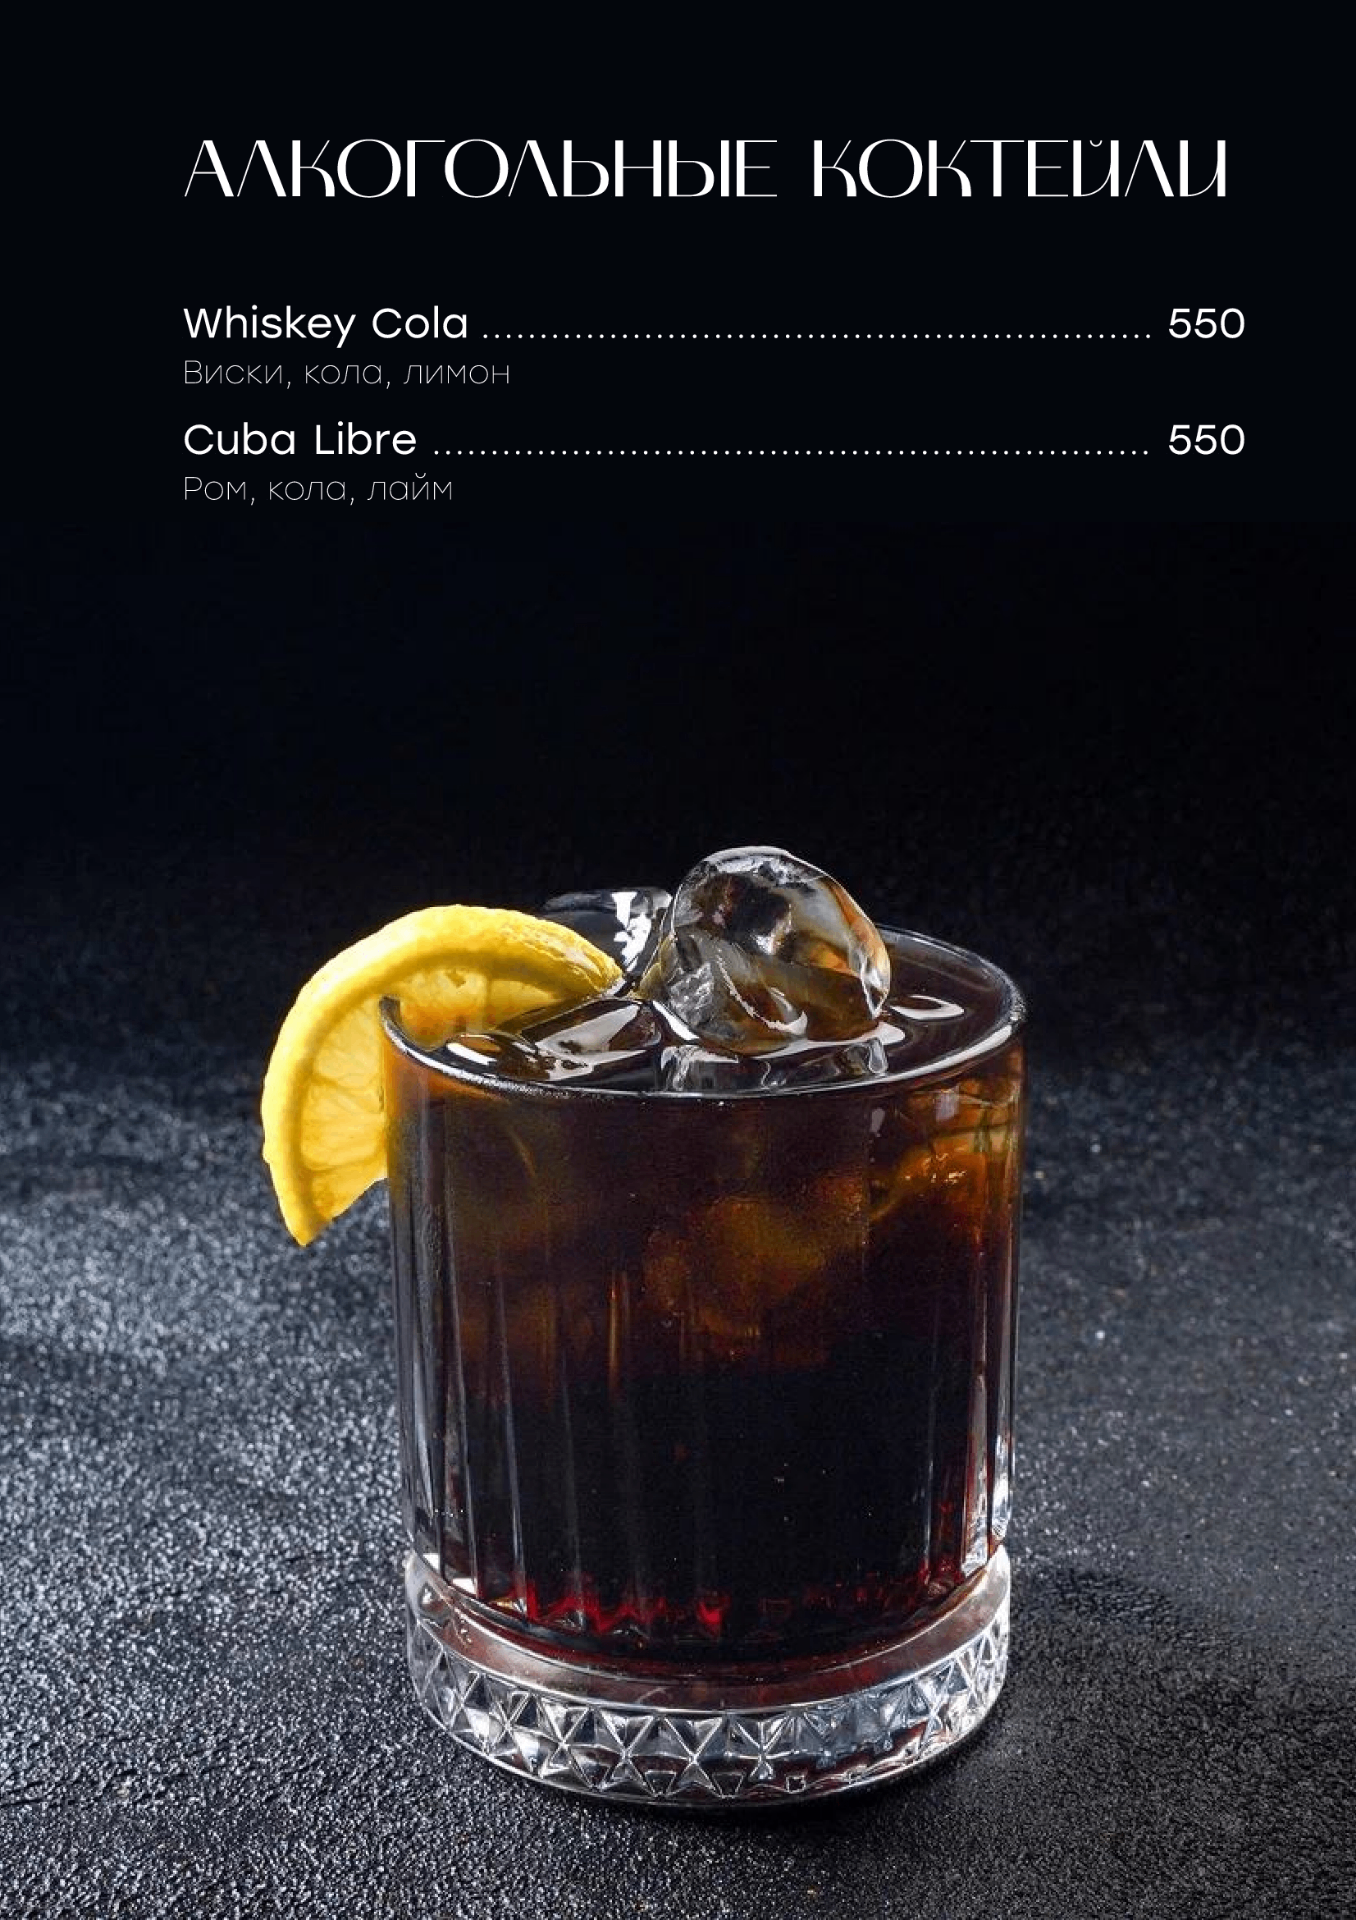 АЛКОГОЛЬНЫЕ КОКТЕЙЛИ
Whiskey Cola ........................................................................ 550
Виски, кола, лимон
Cuba Libre ............................................................................. 550
Ром, кола, лайм